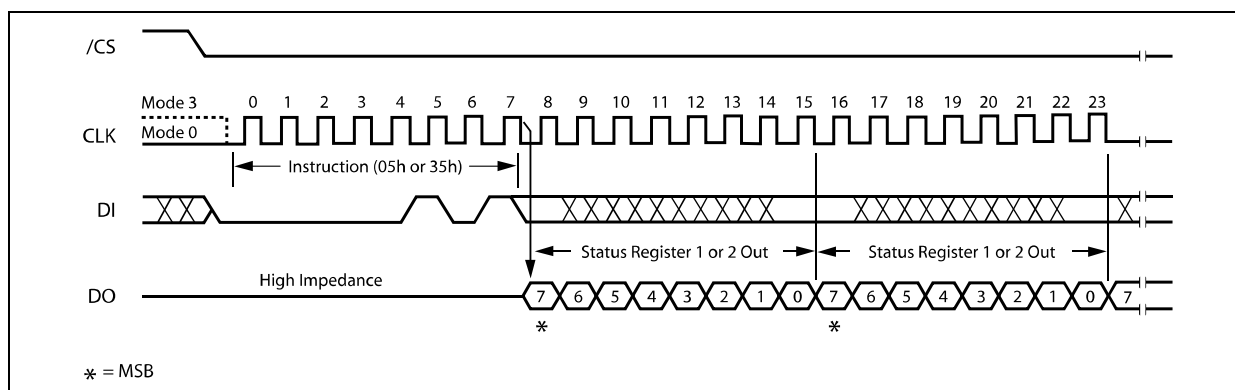 /CS
Mode 3 0 1 2 3 4 5 6 7 8 9 10 11 12 13 14 15 16 17 18 19 20 21 22 23
CLK Mode 0
Instruction (05h or 35h)
DI
Status Register 1 or 2 Out Status Register 1 or 2 Out
High Impedance
DO 7 6 5 4 3 2 1 0 7 6 5 4 3 2 1 0 7
* *
* = MSB